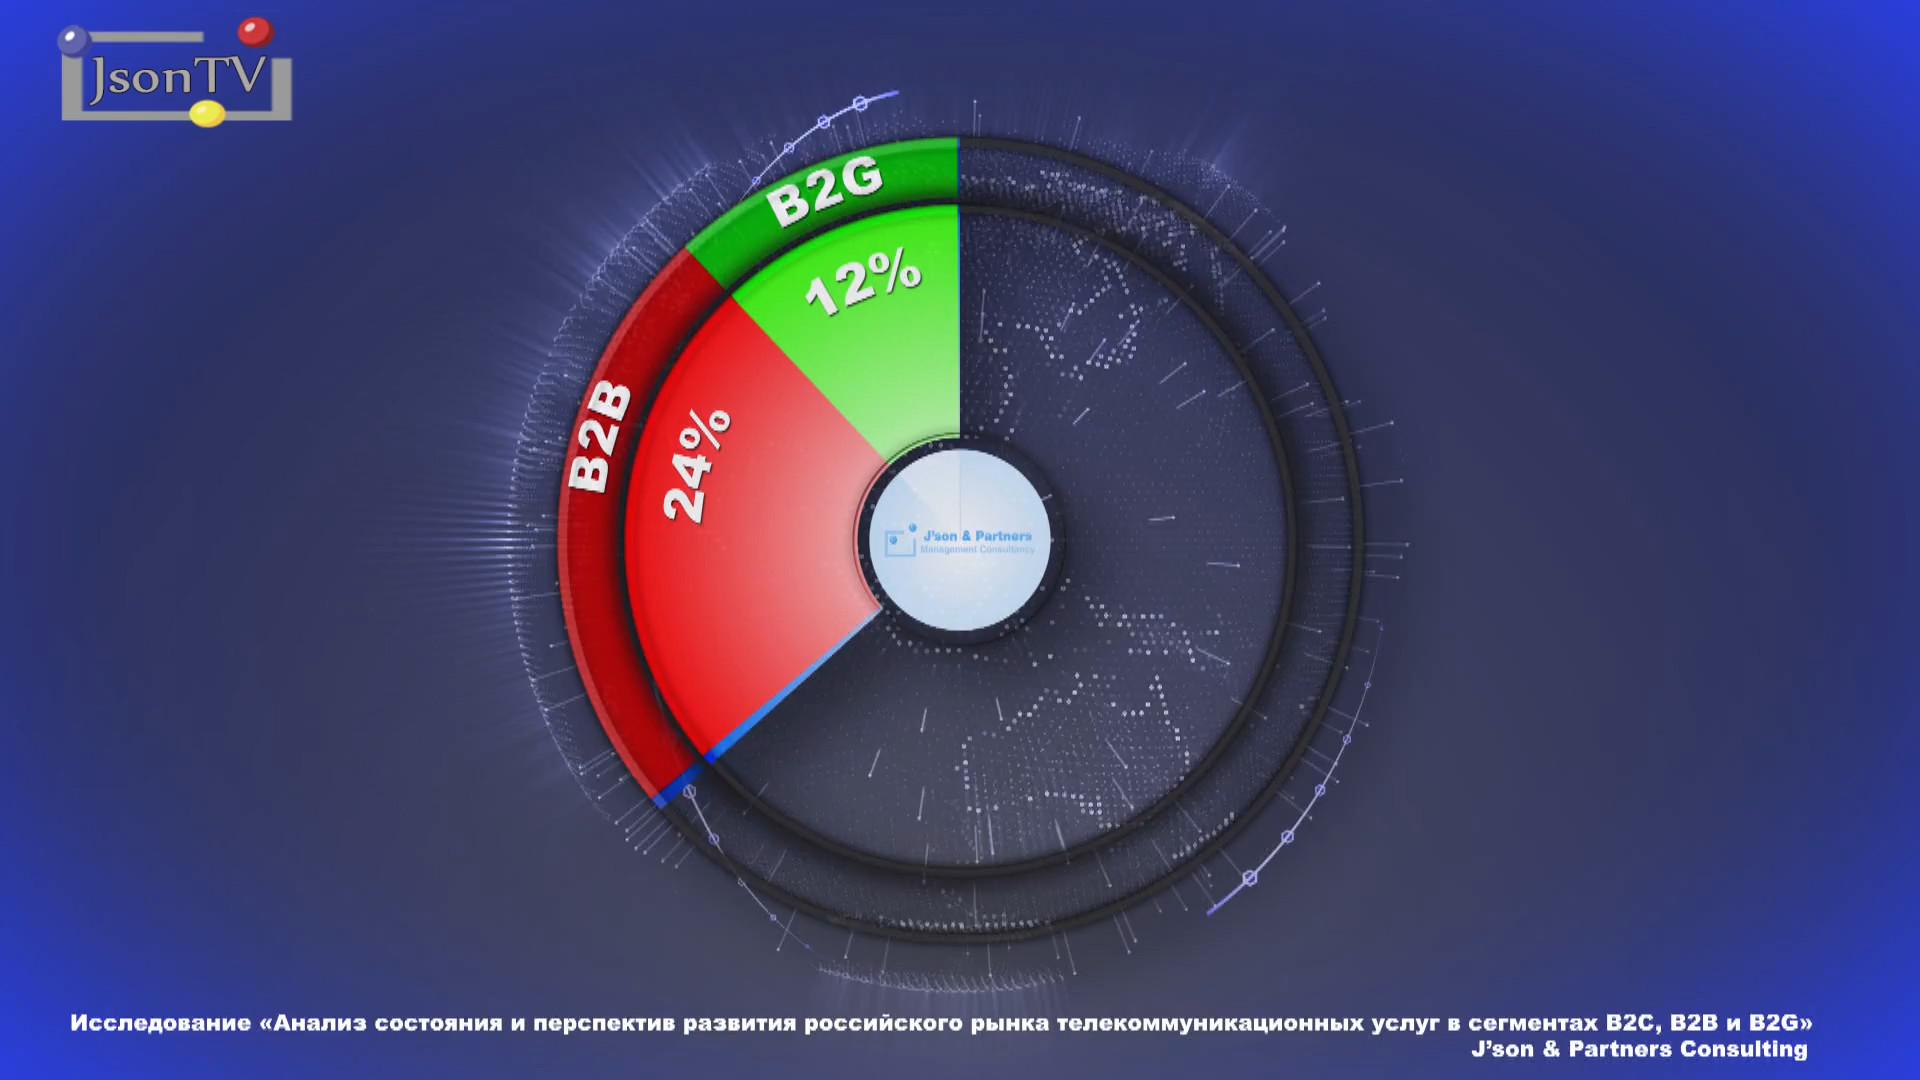 JsonTV
B2G
12%
B2B
24%
J'son & Partners
Management Consultancy
Исследование «Анализ состояния и перспектив развития российского рынка телекоммуникационных услуг в сегментах B2C, B2B и B2G»
J'son & Partners Consulting